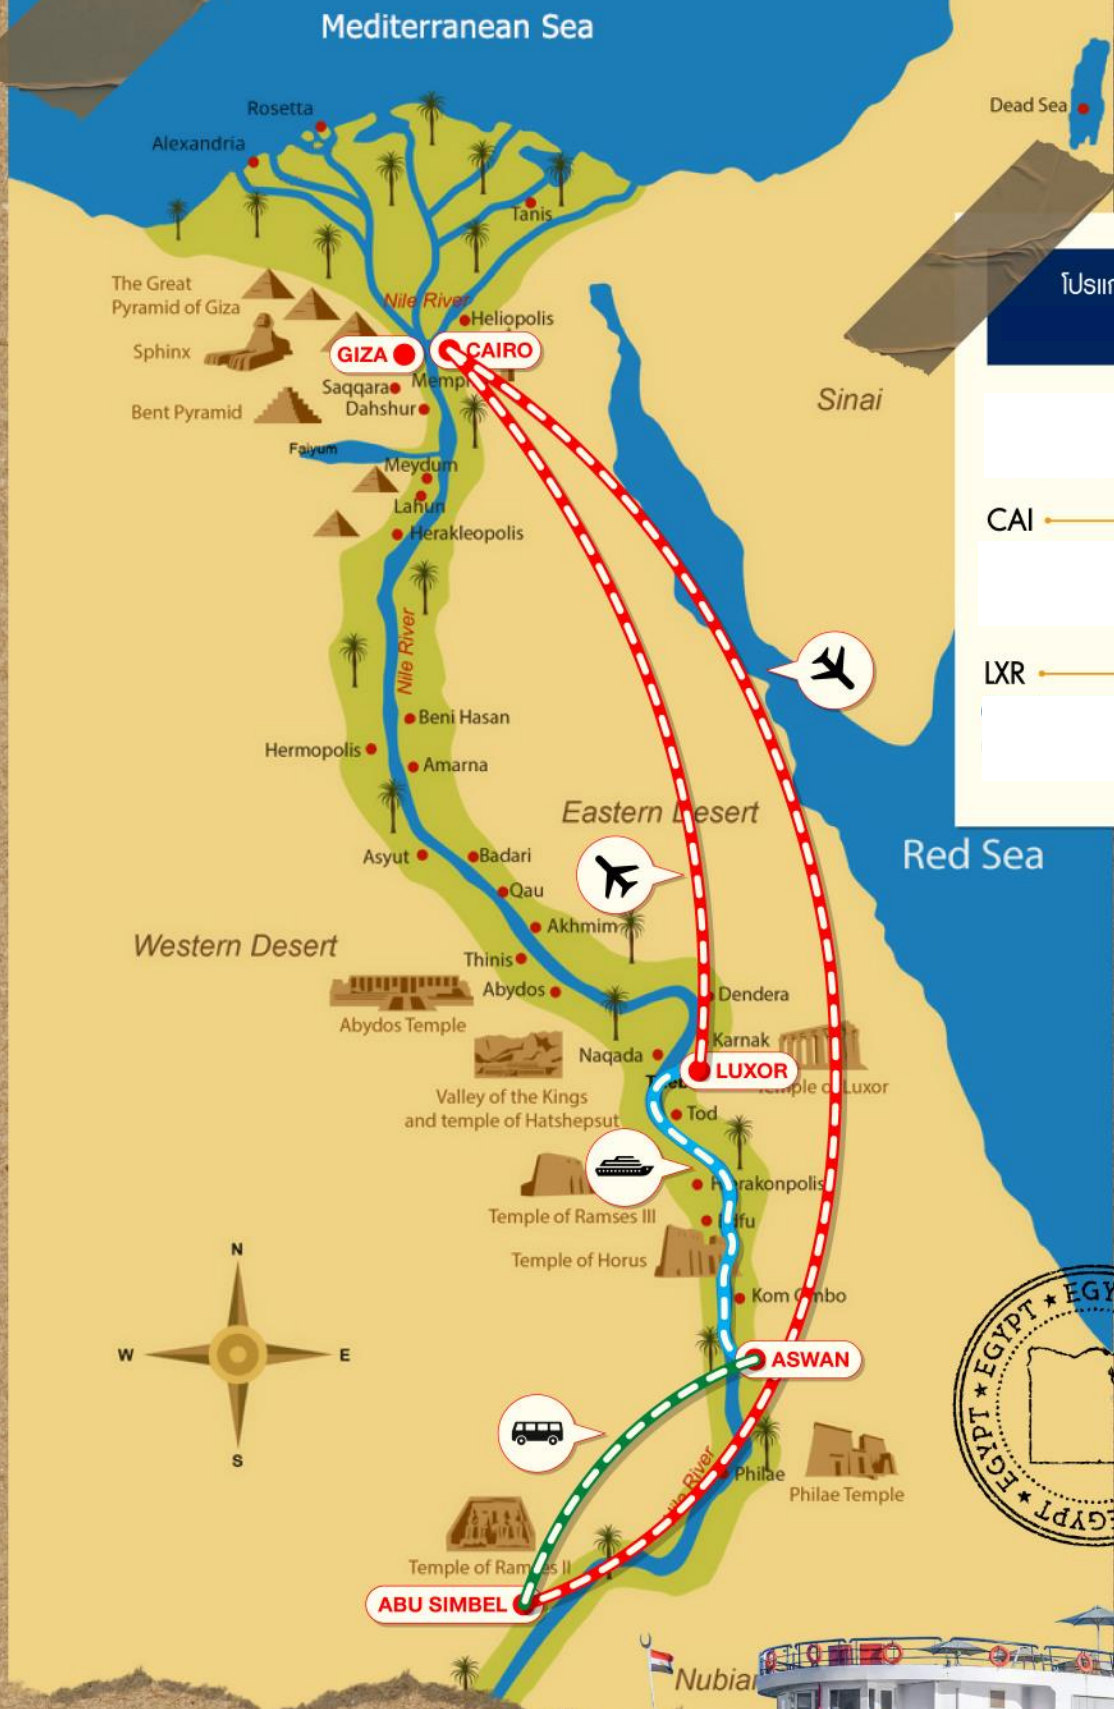 Mediterranean Sea
Rosetta
Alexandria
Dead Sea
Tanis
The Great
Pyramid of Giza
Nile River
Heliopolis
Sphinx
GIZA
CAIRO
Saqqara
Bent Pyramid
Dahshur
Sinai
Faiyum
Meydum
Lahun
Herakleopolis
CAI
Nile River
LXR
Beni Hasan
Hermopolis
Amarna
Eastern Desert
Asyut
Badari
Red Sea
Qau
Akhmim
Western Desert
Thinis
Abydos
Dendera
Abydos Temple
Karnak
Naqada
LUXOR
Valley of the Kings
and temple of Hatshepsut
Tod
Temple of Ramses III
Temple of Horus
N
W
E
S
ASWAN
EGYPT ★ EGYPT
Philae
Philae Temple
ABU SIMBEL